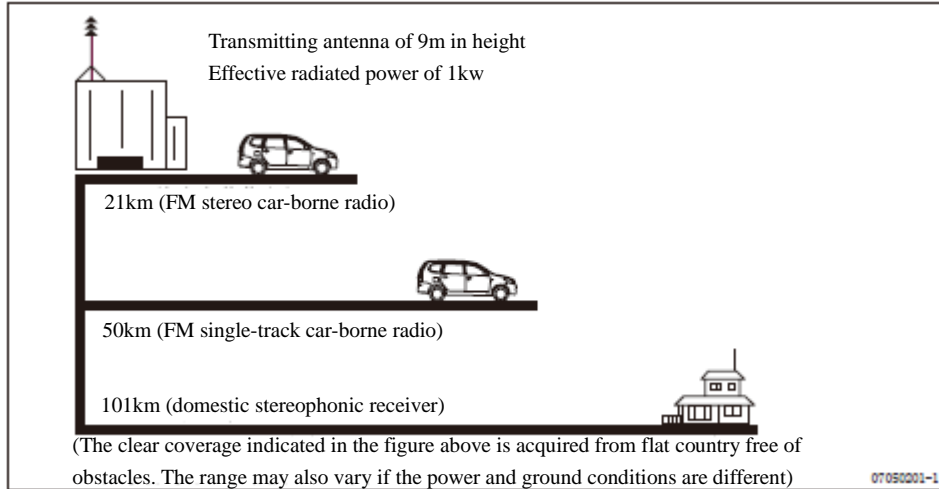 Transmitting antenna of 9m in height
Effective radiated power of 1kw
21km (FM stereo car-borne radio)
50km (FM single-track car-borne radio)
101km (domestic stereophonic receiver)
(The clear coverage indicated in the figure above is acquired from flat country free of
obstacles. The range may also vary if the power and ground conditions are different)
07050201-1